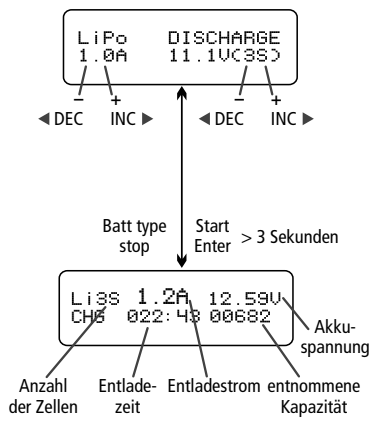 LiPo DISCHARGE
1.0A 11.1V(3S)
– + – +
◀ DEC INC ▶ ◀ DEC INC ▶
Batt type Start
stop Enter > 3 Sekunden
Li3S 1.2A 12.59V
CHG 022:43 00682
Akku-
spannung
Anzahl Entlade- Entladestrom entnommene
der Zellen zeit Kapazität